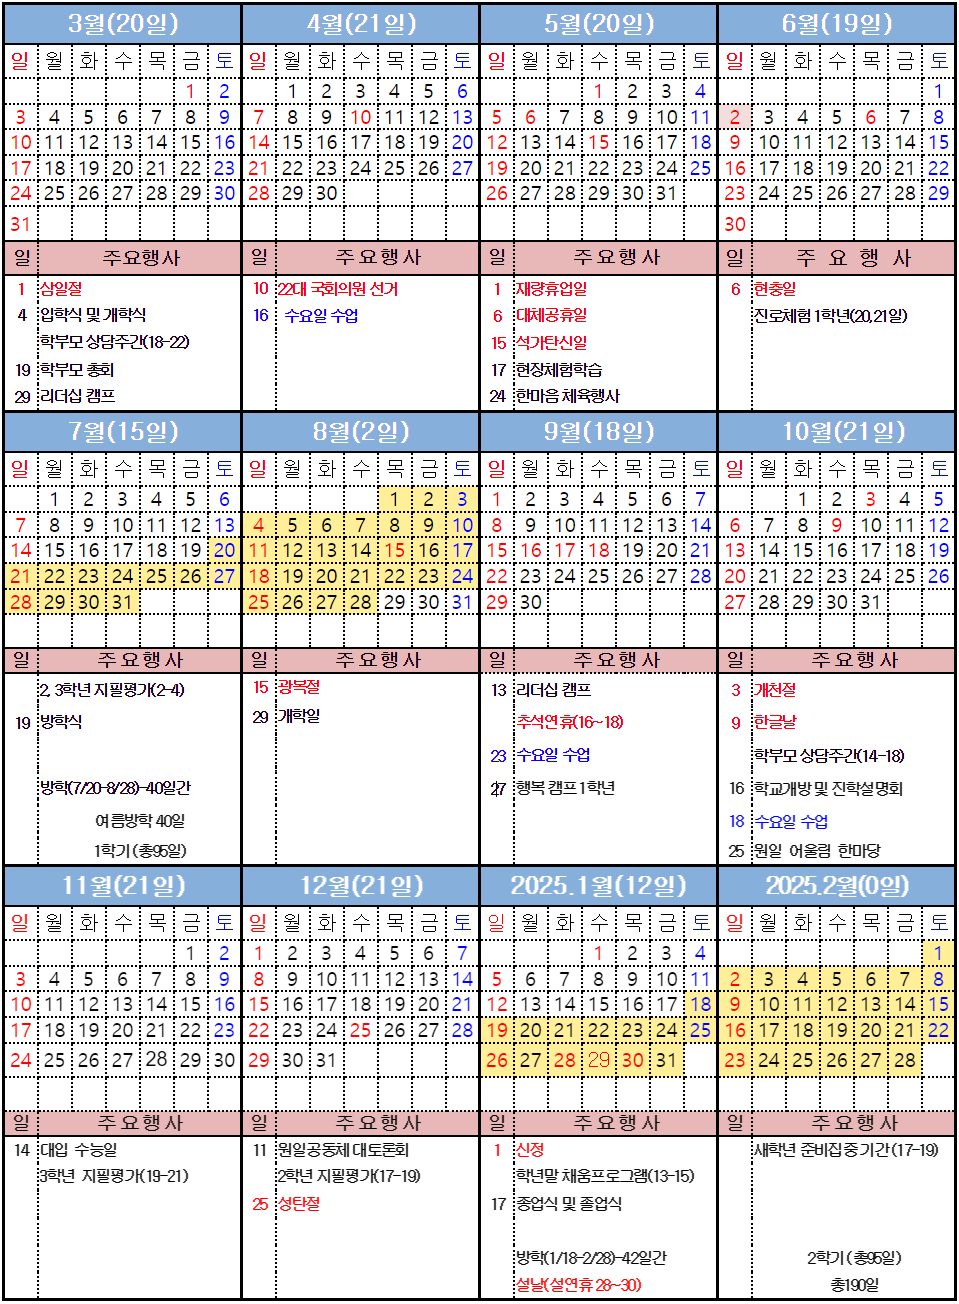 3월(20일) 4월(21일) 5월(20일) 6월(19일)
일 월 화 수 목 금 토 일 월 화 수 목 금 토 일 월 화 수 목 금 토 일 월 화 수 목 금 토
1 2 1 2 3 4 5 6 1 2 3 4 1
3 4 5 6 7 8 9 7 8 9 10 11 12 13 5 6 7 8 9 10 11 2 3 4 5 6 7 8
10 11 12 13 14 15 16 14 15 16 17 18 19 20 12 13 14 15 16 17 18 9 10 11 12 13 14 15
17 18 19 20 21 22 23 21 22 23 24 25 26 27 19 20 21 22 23 24 25 16 17 18 19 20 21 22
24 25 26 27 28 29 30 28 29 30 26 27 28 29 30 31 23 24 25 26 27 28 29
31 30
일 주요행사 일 주요행사 일 주요행사 일 주 요 행 사
1 삼일절 10 22대 국회의원 선거 1 재량휴업일 6 현충일
4 입학식 및 개학식 16 수요일 수업 6 대체공휴일 진로체험 1학년(20,21일)
학부모 상담주간(18-22) 15 석가탄신일
19 학부모 총회 17 현장체험학습
29 리더십 캠프 24 한마음 체육행사
7월(15일) 8월(2일) 9월(18일) 10월(21일)
일 월 화 수 목 금 토 일 월 화 수 목 금 토 일 월 화 수 목 금 토 일 월 화 수 목 금 토
1 2 3 4 5 6 1 2 3 1 2 3 4 5 6 7 1 2 3 4 5
7 8 9 10 11 12 13 4 5 6 7 8 9 10 8 9 10 11 12 13 14 6 7 8 9 10 11 12
14 15 16 17 18 19 20 11 12 13 14 15 16 17 15 16 17 18 19 20 21 13 14 15 16 17 18 19
21 22 23 24 25 26 27 18 19 20 21 22 23 24 22 23 24 25 26 27 28 20 21 22 23 24 25 26
28 29 30 31 25 26 27 28 29 30 31 29 30 27 28 29 30 31
일 주요행사 일 주요행사 일 주요행사 일 주요행사
2, 3학년 지필평가(2-4) 15 광복절 13 리더십 캠프 3 개천절
19 방학식 29 개학일 추석연휴(16~18) 9 한글날
23 수요일 수업 학부모 상담주간(14-18)
방학(7/20-8/28)-40일간 27 행복 캠프 1학년 16 학교개방 및 진학설명회
여름방학 40일 18 수요일 수업
1학기 (총95일) 25 원일 어울림 한마당
11월(21일) 12월(21일) 2025.1월(12일) 2025.2월(0일)
일 월 화 수 목 금 토 일 월 화 수 목 금 토 일 월 화 수 목 금 토 일 월 화 수 목 금 토
1 2 1 2 3 4 5 6 7 1 2 3 4 1
3 4 5 6 7 8 9 8 9 10 11 12 13 14 5 6 7 8 9 10 11 2 3 4 5 6 7 8
10 11 12 13 14 15 16 15 16 17 18 19 20 21 12 13 14 15 16 17 18 9 10 11 12 13 14 15
17 18 19 20 21 22 23 22 23 24 25 26 27 28 19 20 21 22 23 24 25 16 17 18 19 20 21 22
24 25 26 27 28 29 30 29 30 31 26 27 28 29 30 31 23 24 25 26 27 28
일 주요행사 일 주요행사 일 주요행사 일 주요행사
14 대입 수능일 11 원일공동체 대토론회 1 신정 새학년 준비집중 기간 (17-19)
3학년 지필평가(19-21) 2학년 지필평가(17-19) 학년말 채움프로그램(13-15)
25 성탄절 17 종업식 및 졸업식
방학(1/18-2/28)-42일간 2학기 (총95일)
설날(설연휴 28~30) 총190일